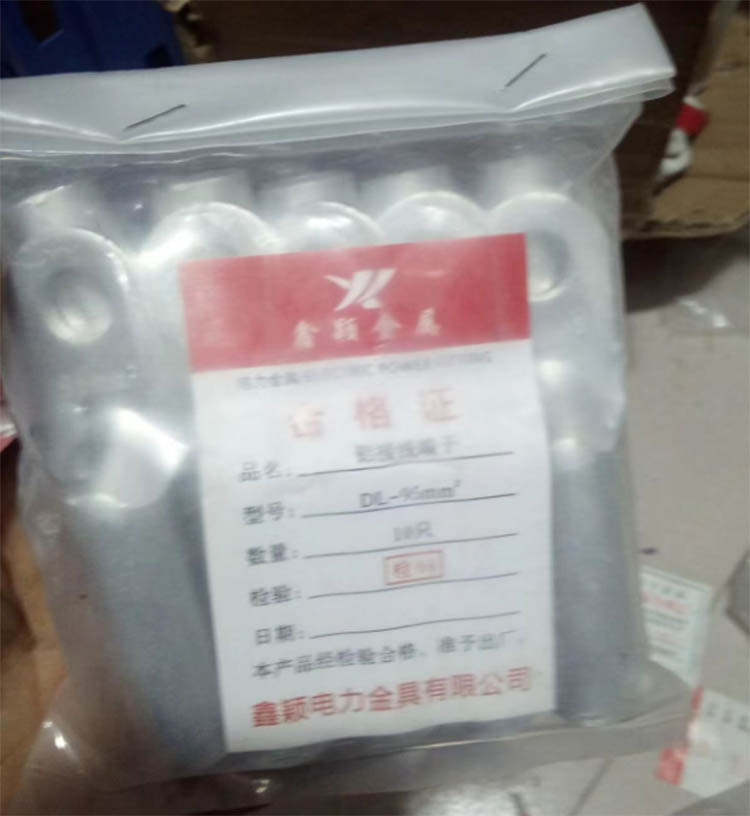 鑫颖金属
电力金具 ELECTRIC POWER FITTING
合格证
品名: 铝接线端子
型号: DL-95mm²
数量: 10只
检验:
日期:
本产品经检验合格,准予出厂。
鑫颖电力金具有限公司